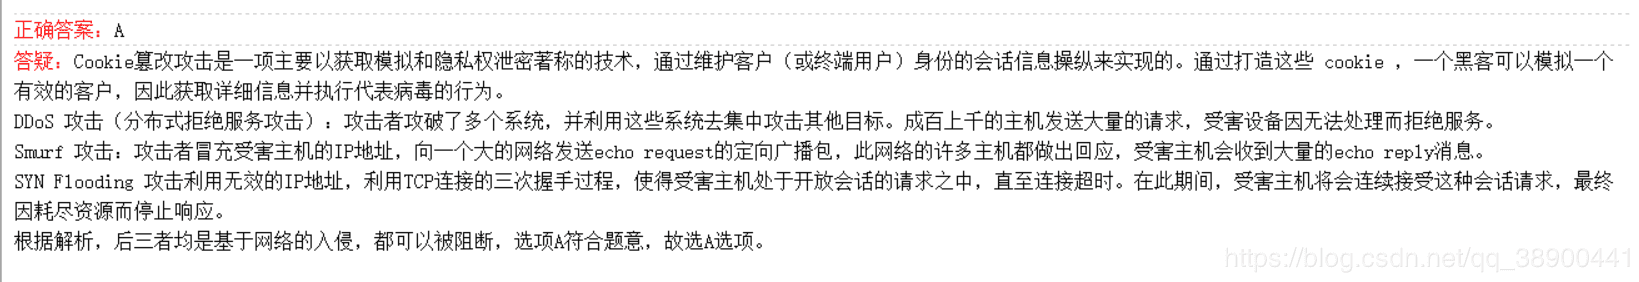 正确答案：A
答疑：Cookie篡改攻击是一项主要以获取模拟和隐私权泄密著称的技术，通过维护客户（或终端用户）身份的会话信息操纵来实现的。通过打造这些 cookie ，一个黑客可以模拟一个
有效的客户，因此获取详细信息并执行代表病毒的行为。
DDoS 攻击（分布式拒绝服务攻击）：攻击者攻破了多个系统，并利用这些系统去集中攻击其他目标。成百上千的主机发送大量的请求，受害设备因无法处理而拒绝服务。
Smurf 攻击：攻击者冒充受害主机的IP地址，向一个大的网络发送echo request的定向广播包，此网络的许多主机都做出回应，受害主机会收到大量的echo reply消息。
SYN Flooding 攻击利用无效的IP地址，利用TCP连接的三次握手过程，使得受害主机处于开放会话的请求之中，直至连接超时。在此期间，受害主机将会连续接受这种会话请求，最终
因耗尽资源而停止响应。
根据解析，后三者均是基于网络的入侵，都可以被阻断，选项A符合题意，故选A选项。
https://blog.csdn.net/qq_38900441